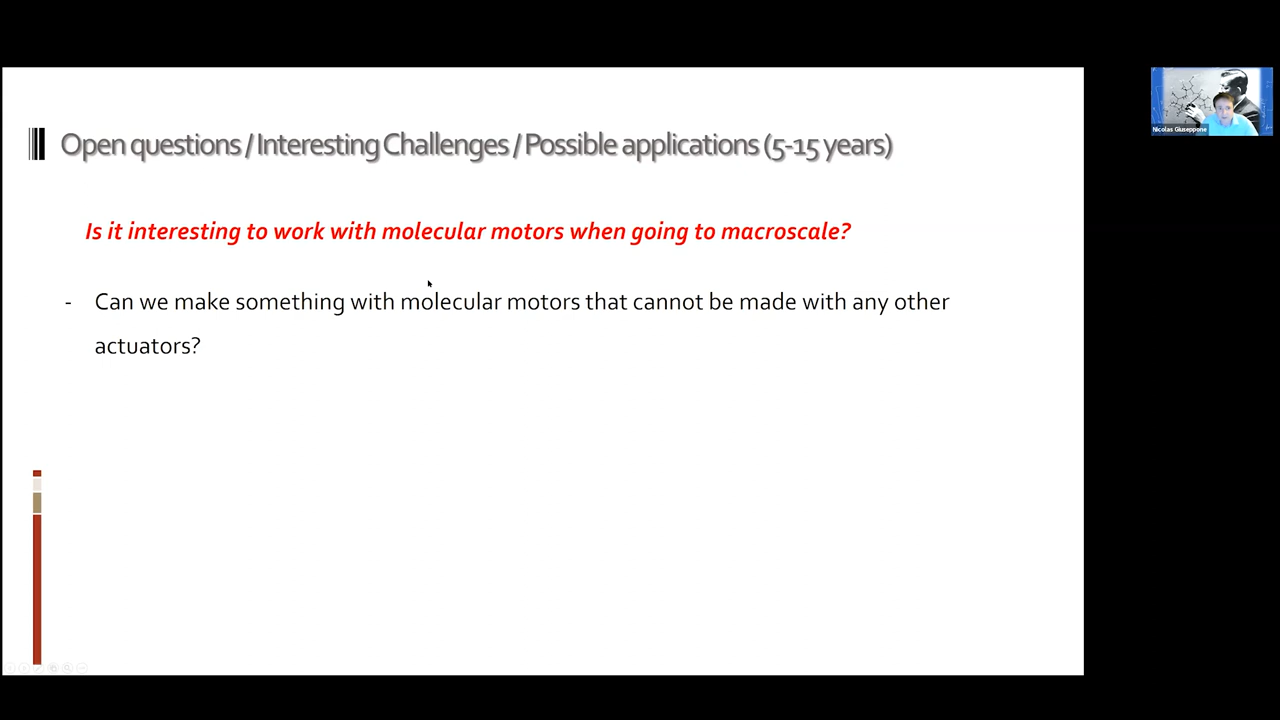 Open questions / Interesting Challenges / Possible applications (5-15 years)
Nicolas Giuseppone
Is it interesting to work with molecular motors when going to macroscale?
- Can we make something with molecular motors that cannot be made with any other
actuators?